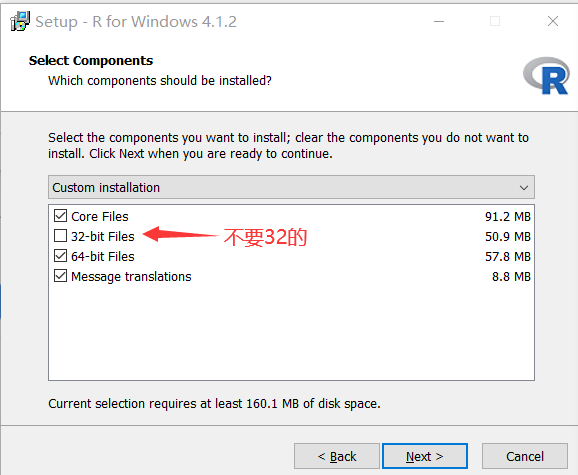 Setup - R for Windows 4.1.2
Select Components
Which components should be installed?
R
Select the components you want to install; clear the components you do not want to
install. Click Next when you are ready to continue.
Custom installation
Core Files 91.2 MB
32-bit Files 不要32的 50.9 MB
64-bit Files 57.8 MB
Message translations 8.8 MB
Current selection requires at least 160.1 MB of disk space.
< Back Next > Cancel